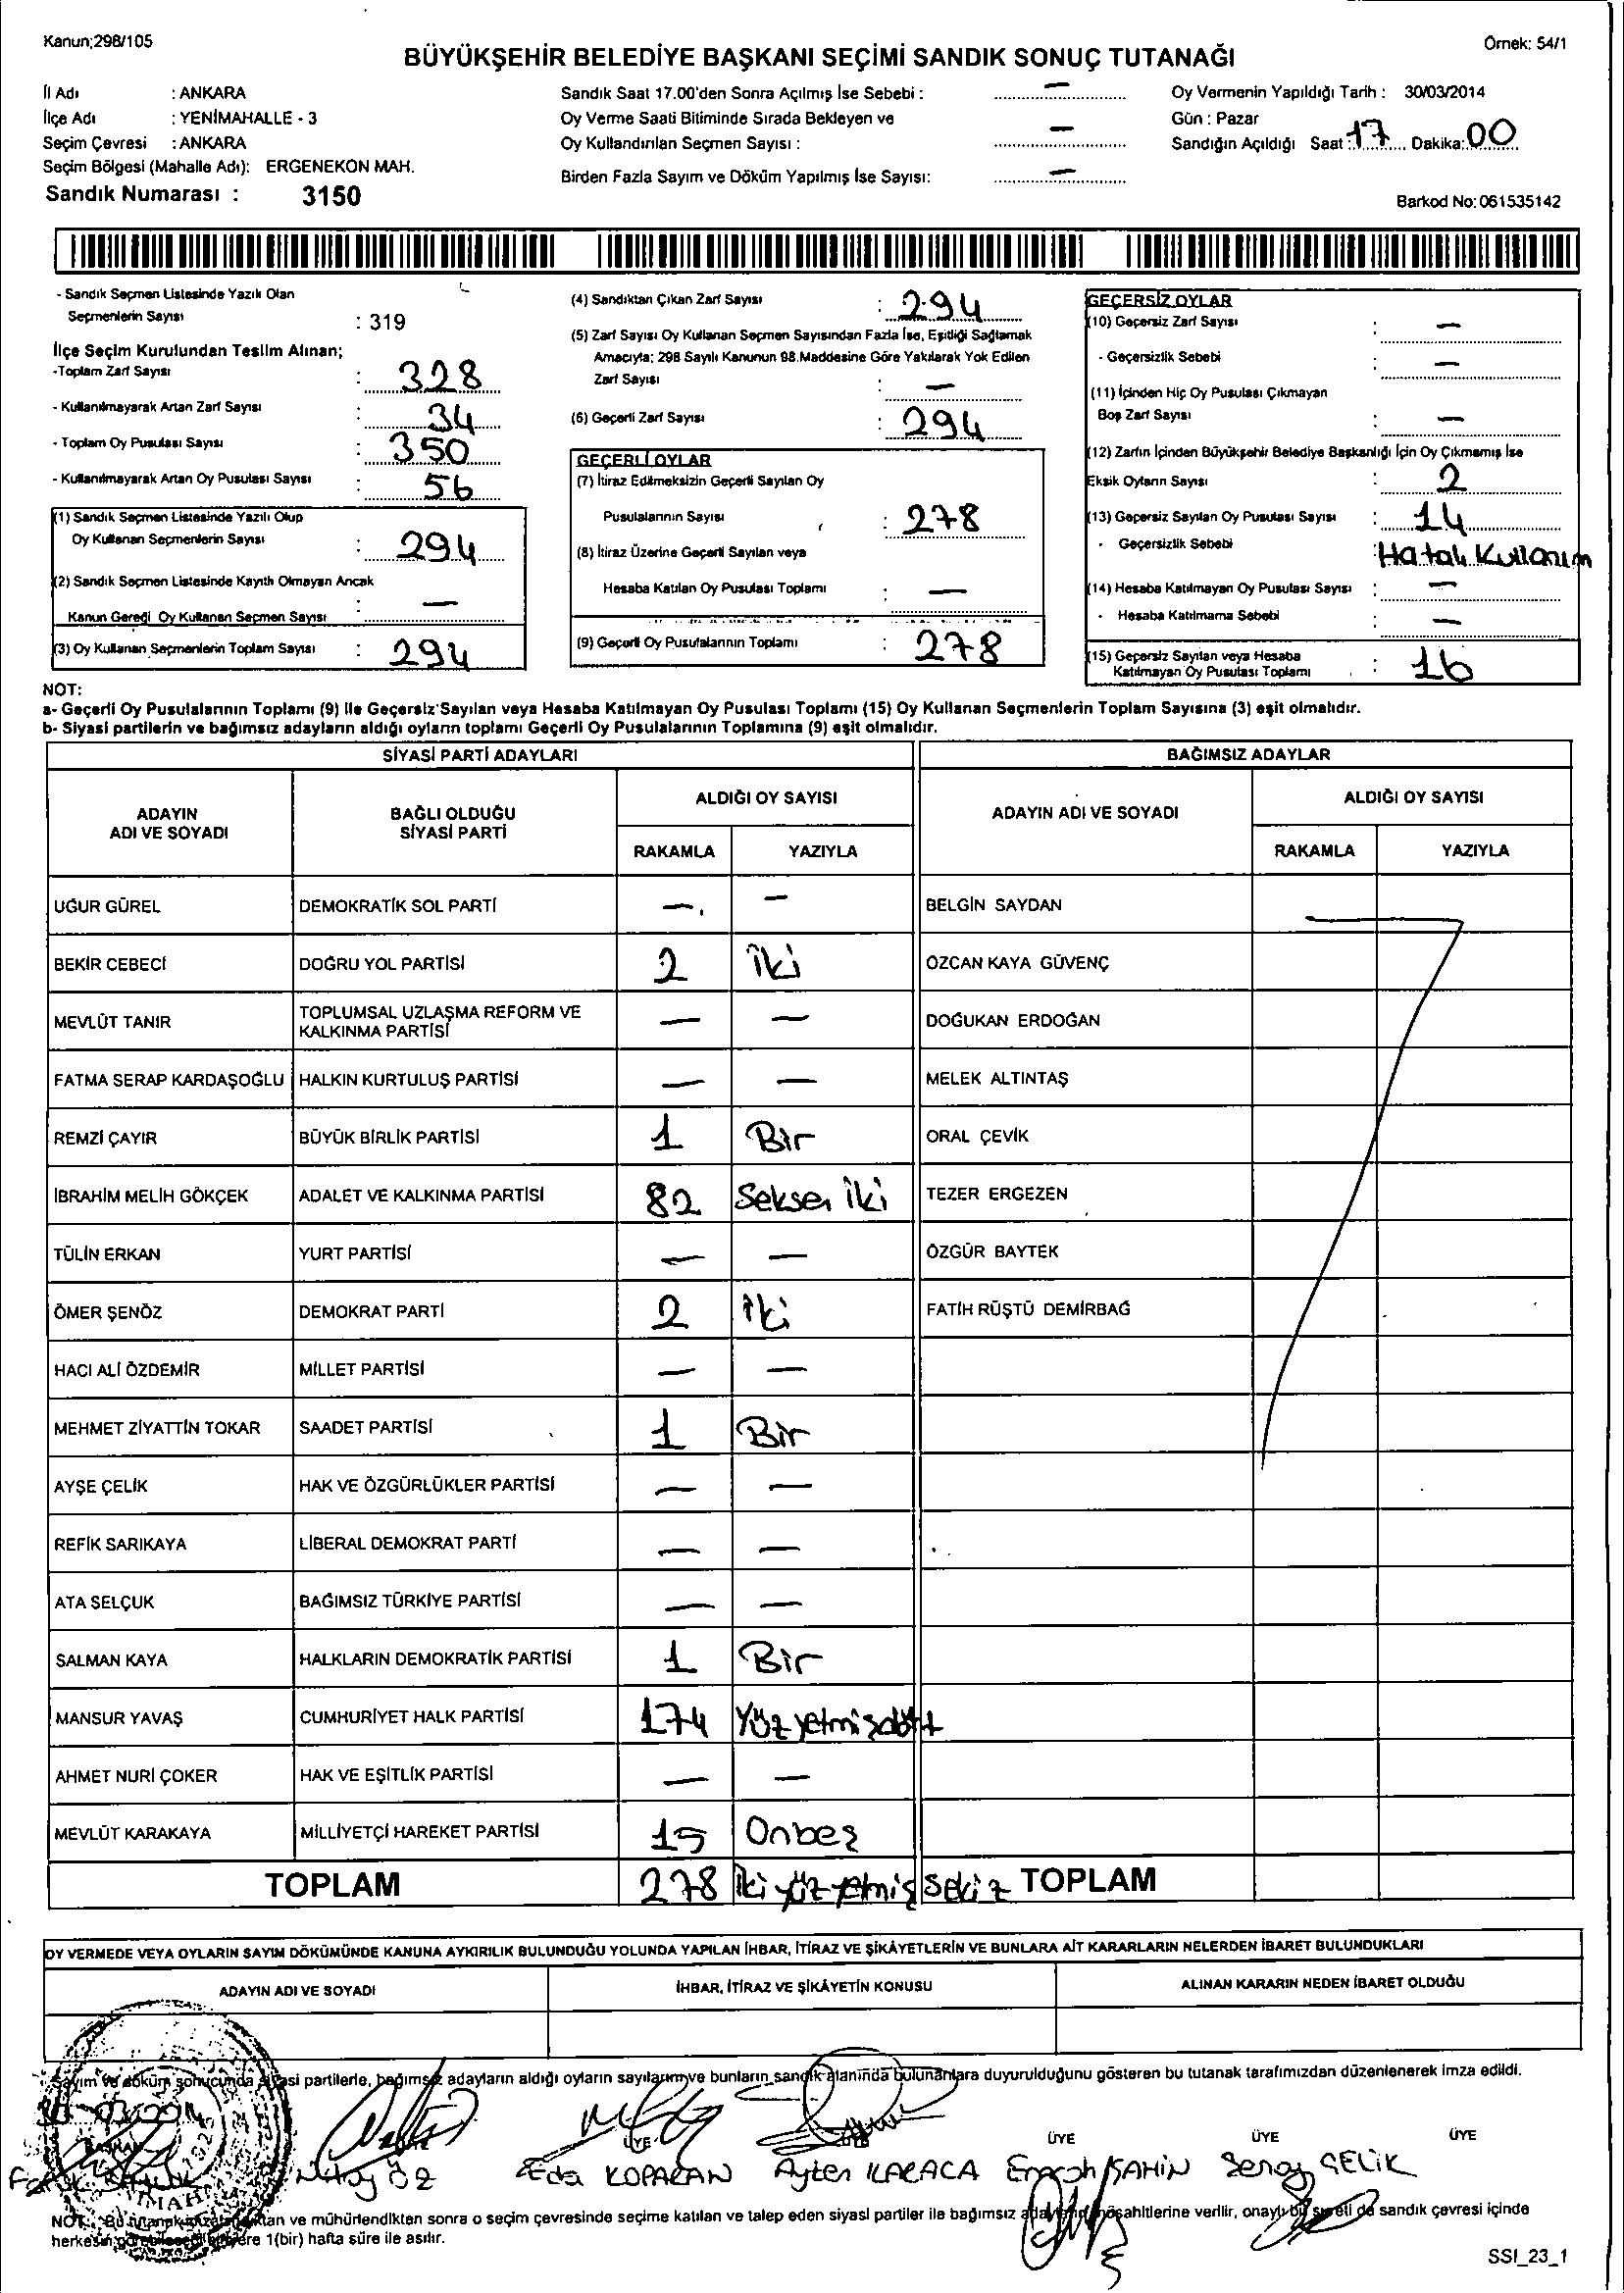 Kanun;298/105
Örnek: 54/1
BÜYÜKŞEHİR BELEDİYE BAŞKANI SEÇİMİ SANDIK SONUÇ TUTANAĞI
İl Adı : ANKARA
İlçe Adı : YENİMAHALLE - 3
Seçim Çevresi : ANKARA
Seçim Bölgesi (Mahalle Adı): ERGENEKON MAH.
Sandık Numarası : 3150
Sandık Saat 17.00'den Sonra Açılmış İse Sebebi : —
Oy Verme Saati Bitiminde Sırada Bekleyen ve
Oy Kullandırılan Seçmen Sayısı : —
Birden Fazla Sayım ve Döküm Yapılmış İse Sayısı: —
Oy Vermenin Yapıldığı Tarih : 30/03/2014
Gün : Pazar
Sandığın Açıldığı Saat : 17 Dakika: 00
Barkod No: 061535142
- Sandık Seçmen Listesinde Yazılı Olan
Seçmenlerin Sayısı : 319
İlçe Seçim Kurulundan Teslim Alınan;
-Toplam Zarf Sayısı : 328
- Kullanılmayarak Artan Zarf Sayısı : 34
- Toplam Oy Pusulası Sayısı : 350
- Kullanılmayarak Artan Oy Pusulası Sayısı : 56
(1) Sandık Seçmen Listesinde Yazılı Olup
Oy Kullanan Seçmenlerin Sayısı : 294
(2) Sandık Seçmen Listesinde Kayıtlı Olmayan Ancak
Kanun Gereği Oy Kullanan Seçmen Sayısı : —
(3) Oy Kullanan Seçmenlerin Toplam Sayısı : 294
(4) Sandıktan Çıkan Zarf Sayısı : 294
(5) Zarf Sayısı Oy Kullanan Seçmen Sayısından Fazla İse, Eşitliği Sağlamak
Amacıyla; 298 Sayılı Kanunun 98.Maddesine Göre Yakılarak Yok Edilen
Zarf Sayısı : —
(6) Geçerli Zarf Sayısı : 294
GEÇERLİ OYLAR
(7) İtiraz Edilmeksizin Geçerli Sayılan Oy
Pusulalarının Sayısı : 278
(8) İtiraz Üzerine Geçerli Sayılan veya
Hesaba Katılan Oy Pusulası Toplamı : —
(9) Geçerli Oy Pusulalarının Toplamı : 278
GEÇERSİZ OYLAR
(10) Geçersiz Zarf Sayısı : —
- Geçersizlik Sebebi : —
(11) İçinden Hiç Oy Pusulası Çıkmayan
Boş Zarf Sayısı : —
(12) Zarfın İçinden Büyükşehir Belediye Başkanlığı İçin Oy Çıkmamış İse
Eksik Oyların Sayısı : 2
(13) Geçersiz Sayılan Oy Pusulası Sayısı : 14
- Geçersizlik Sebebi : Hatalı Kullanım
(14) Hesaba Katılmayan Oy Pusulası Sayısı : —
- Hesaba Katılmama Sebebi : —
(15) Geçersiz Sayılan veya Hesaba
Katılmayan Oy Pusulası Toplamı : 16
NOT:
a- Geçerli Oy Pusulalarının Toplamı (9) ile Geçersiz Sayılan veya Hesaba Katılmayan Oy Pusulası Toplamı (15) Oy Kullanan Seçmenlerin Toplam Sayısına (3) eşit olmalıdır.
b- Siyasi partilerin ve bağımsız adayların aldığı oyların toplamı Geçerli Oy Pusulalarının Toplamına (9) eşit olmalıdır.
SİYASİ PARTİ ADAYLARI BAĞIMSIZ ADAYLAR
ADAYIN ADI VE SOYADI BAĞLI OLDUĞU SİYASİ PARTİ ALDIĞI OY SAYISI ADAYIN ADI VE SOYADI ALDIĞI OY SAYISI
RAKAMLA YAZIYLA RAKAMLA YAZIYLA
UĞUR GÜREL DEMOKRATİK SOL PARTİ — — BELGİN SAYDAN
BEKİR CEBECİ DOĞRU YOL PARTİSİ 2 iki ÖZCAN KAYA GÜVENÇ
MEVLÜT TANIR TOPLUMSAL UZLAŞMA REFORM VE KALKINMA PARTİSİ — — DOĞUKAN ERDOĞAN
FATMA SERAP KARDAŞOĞLU HALKIN KURTULUŞ PARTİSİ — — MELEK ALTINTAŞ
REMZİ ÇAYIR BÜYÜK BİRLİK PARTİSİ 1 Bir ORAL ÇEVİK
İBRAHİM MELİH GÖKÇEK ADALET VE KALKINMA PARTİSİ 82 Seksen iki TEZER ERGEZEN
TÜLİN ERKAN YURT PARTİSİ — — ÖZGÜR BAYTEK
ÖMER ŞENÖZ DEMOKRAT PARTİ 2 iki FATİH RÜŞTÜ DEMİRBAĞ
HACI ALİ ÖZDEMİR MİLLET PARTİSİ — —
MEHMET ZİYATTİN TOKAR SAADET PARTİSİ 1 Bir
AYŞE ÇELİK HAK VE ÖZGÜRLÜKLER PARTİSİ — —
REFİK SARIKAYA LİBERAL DEMOKRAT PARTİ — —
ATA SELÇUK BAĞIMSIZ TÜRKİYE PARTİSİ — —
SALMAN KAYA HALKLARIN DEMOKRATİK PARTİSİ 1 Bir
MANSUR YAVAŞ CUMHURİYET HALK PARTİSİ 174 Yüz yetmişdört
AHMET NURİ ÇOKER HAK VE EŞİTLİK PARTİSİ — —
MEVLÜT KARAKAYA MİLLİYETÇİ HAREKET PARTİSİ 15 Onbeş
TOPLAM 278 İki yüz yetmiş sekiz TOPLAM
OY VERMEDE VEYA OYLARIN SAYIM DÖKÜMÜNDE KANUNA AYKIRILIK BULUNDUĞU YOLUNDA YAPILAN İHBAR, İTİRAZ VE ŞİKÂYETLERİN VE BUNLARA AİT KARARLARIN NELERDEN İBARET BULUNDUKLARI
ADAYIN ADI VE SOYADI İHBAR, İTİRAZ VE ŞİKÂYETİN KONUSU ALINAN KARARIN NEDEN İBARET OLDUĞU
Sayım ve döküm sonucunda siyasi partilerle, bağımsız adayların aldığı oyların sayılarını ve bunların sandık alanında bulunanlara duyurulduğunu gösteren bu tutanak tarafımızdan düzenlenerek imza edildi.
BAŞKAN ÜYE ÜYE ÜYE ÜYE
Eda KOPARAN Ayten KARACA ŞAHİN ÇELİK
NOT: Bu tutanak ve mühürlendikten sonra o seçim çevresinde seçime katılan ve talep eden siyasi partiler ile bağımsız müşahitlerine verilir, onaylı bir sureti de sandık çevresi içinde
herkesin yere 1(bir) hafta süre ile asılır.
SSI_23_1